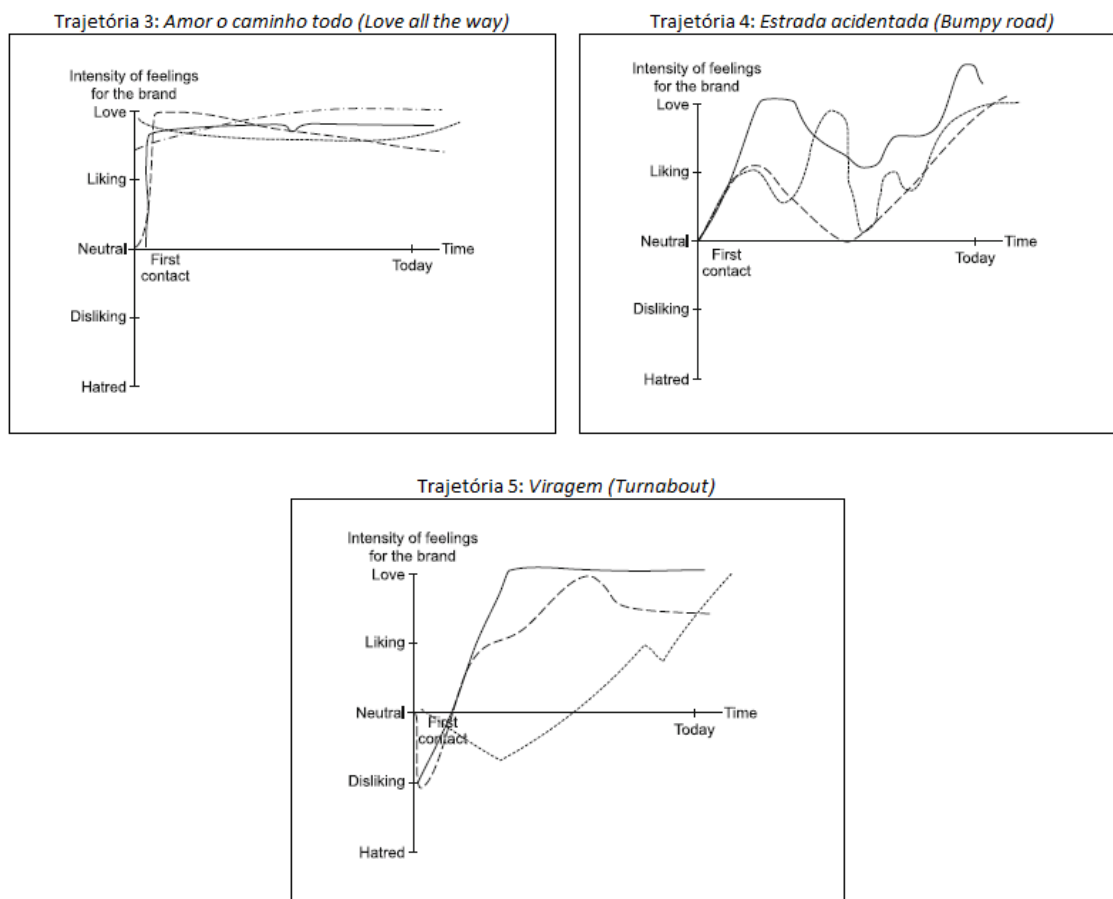 Trajetória 3: Amor o caminho todo (Love all the way)
Intensity of feelings
for the brand
Love
Liking
Neutral
Disliking
Hatred
First
contact
Today
Time
Trajetória 4: Estrada acidentada (Bumpy road)
Intensity of feelings
for the brand
Love
Liking
Neutral
Disliking
Hatred
First
contact
Today
Time
Trajetória 5: Viragem (Turnabout)
Intensity of feelings
for the brand
Love
Liking
Neutral
Disliking
Hatred
First
contact
Today
Time